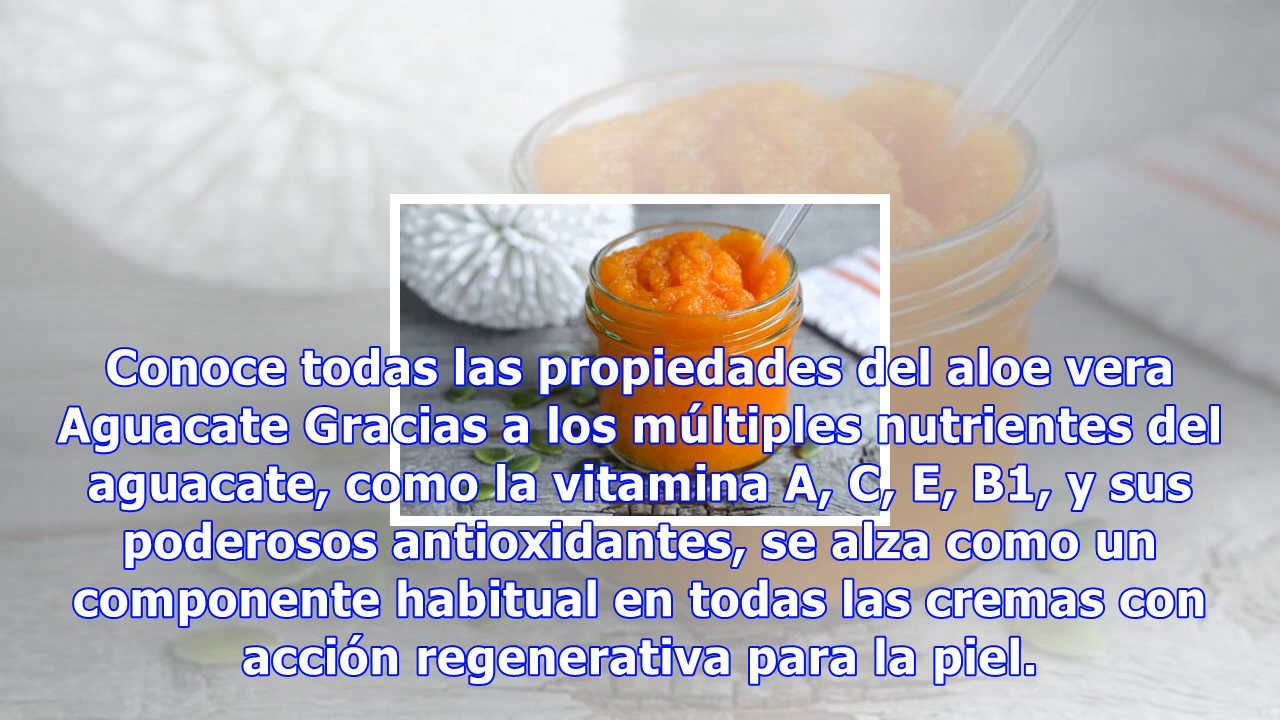 Conoce todas las propiedades del aloe vera
Aguacate Gracias a los múltiples nutrientes del
aguacate, como la vitamina A, C, E, B1, y sus
poderosos antioxidantes, se alza como un
componente habitual en todas las cremas con
acción regenerativa para la piel.